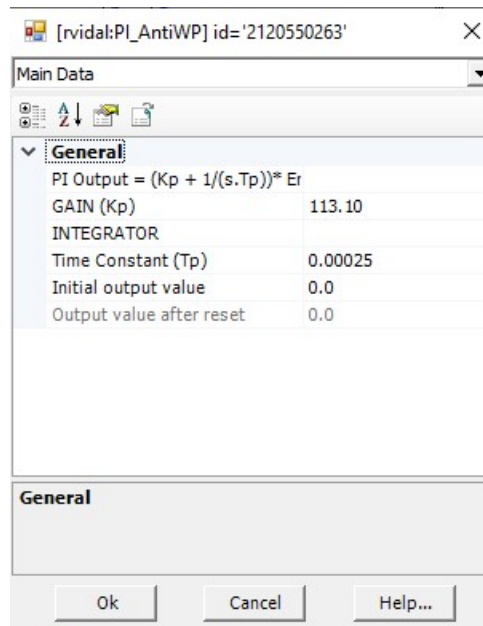 [rvidal:PI_AntiWP] id='2120550263'
Main Data
General
PI Output = (Kp + 1/(s.Tp))* Er
GAIN (Kp) 113.10
INTEGRATOR
Time Constant (Tp) 0.00025
Initial output value 0.0
Output value after reset 0.0
General
Ok Cancel Help...